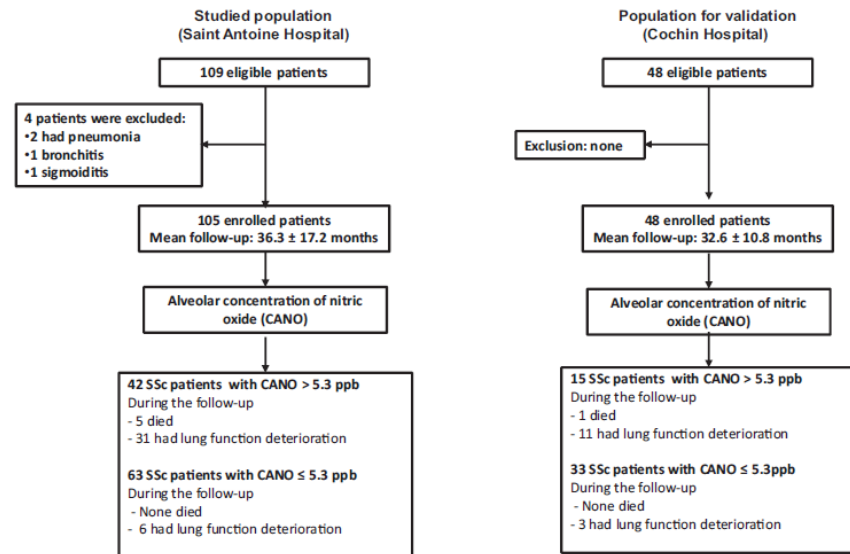 Studied population
(Saint Antoine Hospital)
109 eligible patients
4 patients were excluded:
•2 had pneumonia
•1 bronchitis
•1 sigmoiditis
105 enrolled patients
Mean follow-up: 36.3 ± 17.2 months
Alveolar concentration of nitric
oxide (CANO)
42 SSc patients with CANO > 5.3 ppb
During the follow-up
- 5 died
- 31 had lung function deterioration
63 SSc patients with CANO ≤ 5.3 ppb
During the follow-up
- None died
- 6 had lung function deterioration
Population for validation
(Cochin Hospital)
48 eligible patients
Exclusion: none
48 enrolled patients
Mean follow-up: 32.6 ± 10.8 months
Alveolar concentration of nitric
oxide (CANO)
15 SSc patients with CANO > 5.3 ppb
During the follow-up
- 1 died
- 11 had lung function deterioration
33 SSc patients with CANO ≤ 5.3ppb
During the follow-up
- None died
- 3 had lung function deterioration